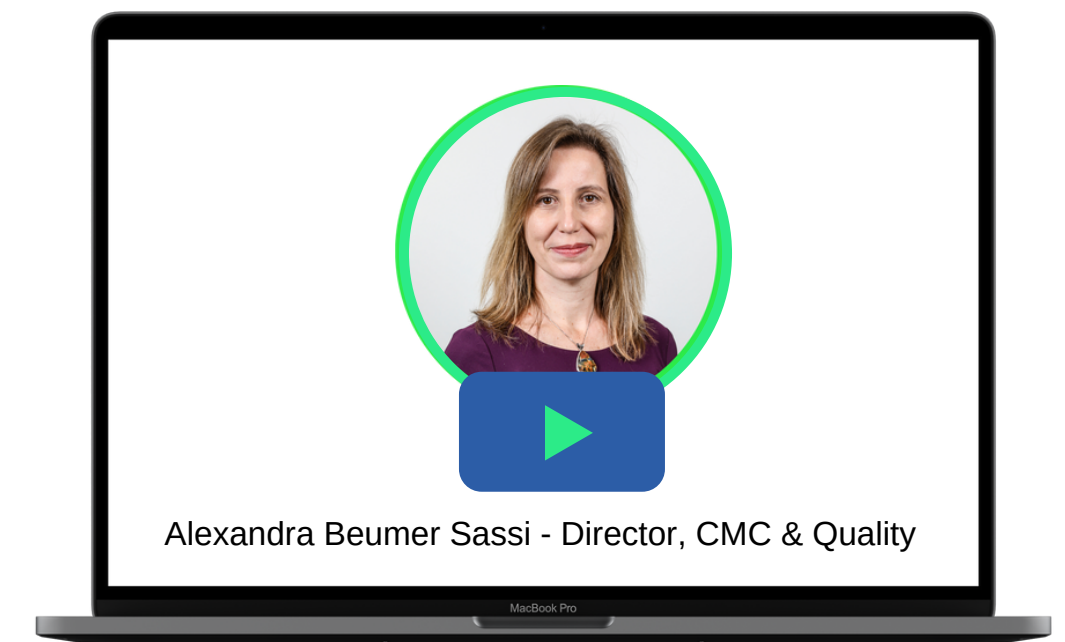 Alexandra Beumer Sassi - Director, CMC & Quality
MacBook Pro